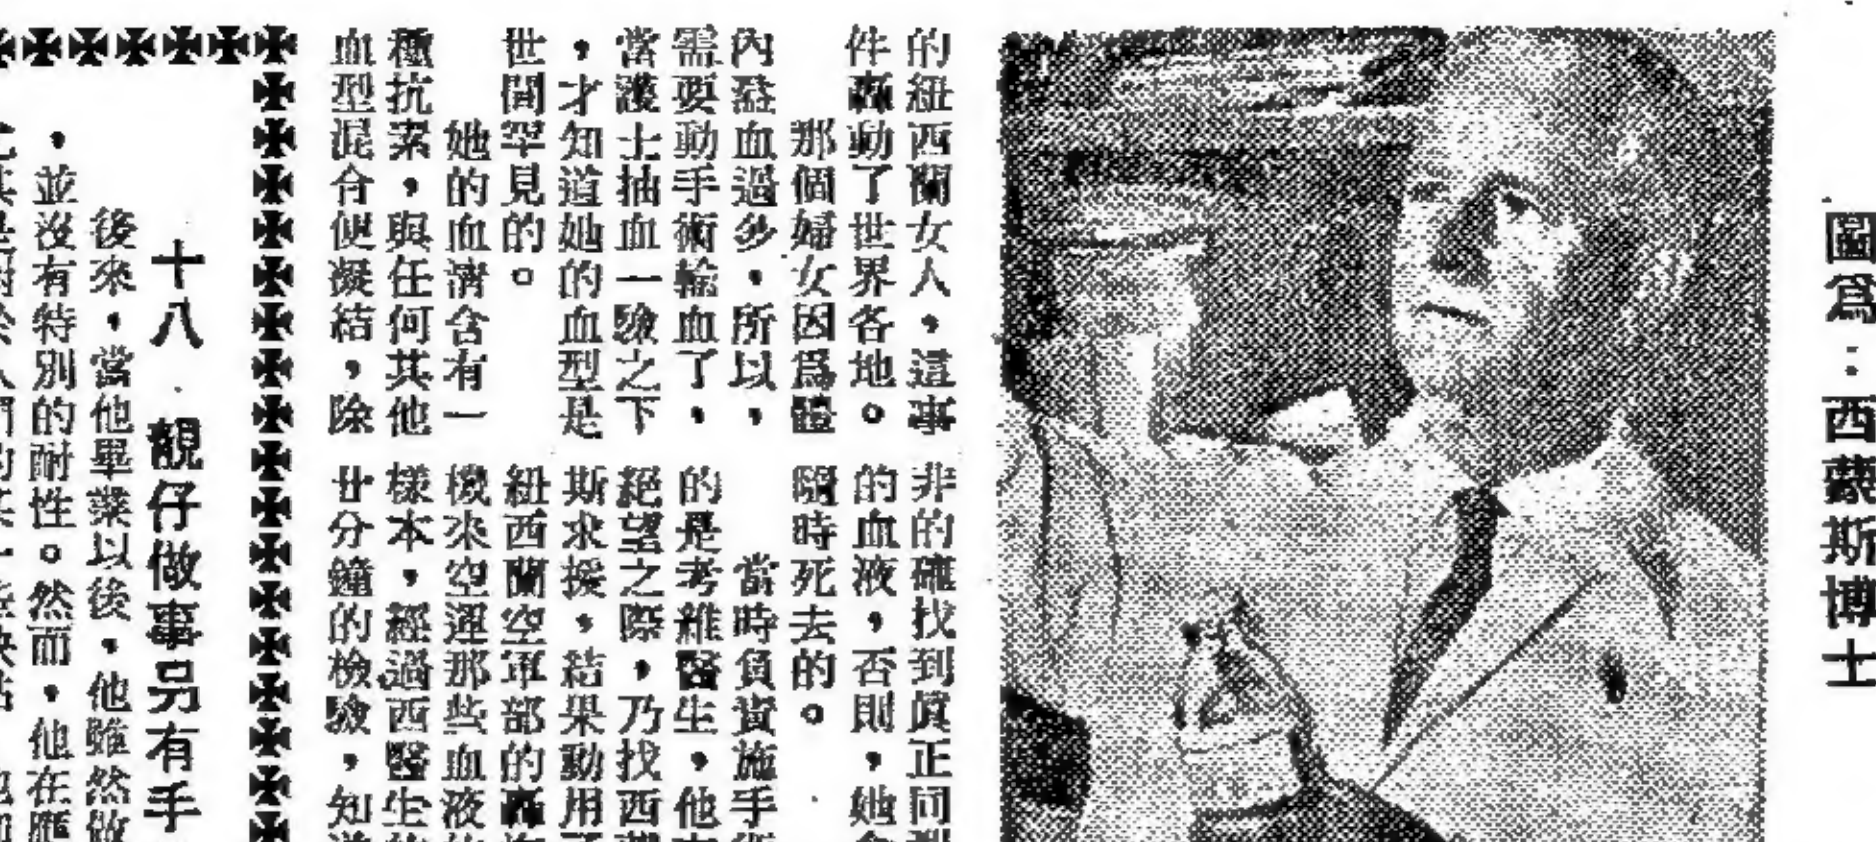 圖爲：西蒙斯博士
的紐西蘭女人，這事
件轟動了世界各地。
那個婦女因爲體
內溢血過多，所以，
需要動手術輸血了，
當護士抽血一驗之下
，才知道她的血型是
世間罕見的。
她的血清含有一
種抗素，與任何其他
血型混合便凝結，除
非的確找到眞正同型
的血液，否則，她
隨時死去的。
當時負責施手術
的是考維醫生，他
絕望之際，乃找西蒙
斯求援，結果動用了
紐西蘭空軍部的轟炸
機來空運那些血液的
樣本，經過西醫生的
廿分鐘的檢驗，知道
十八 靚仔做事另有手
後來，當他畢業以後，他雖然做
，並沒有特別的耐性。然而，他在